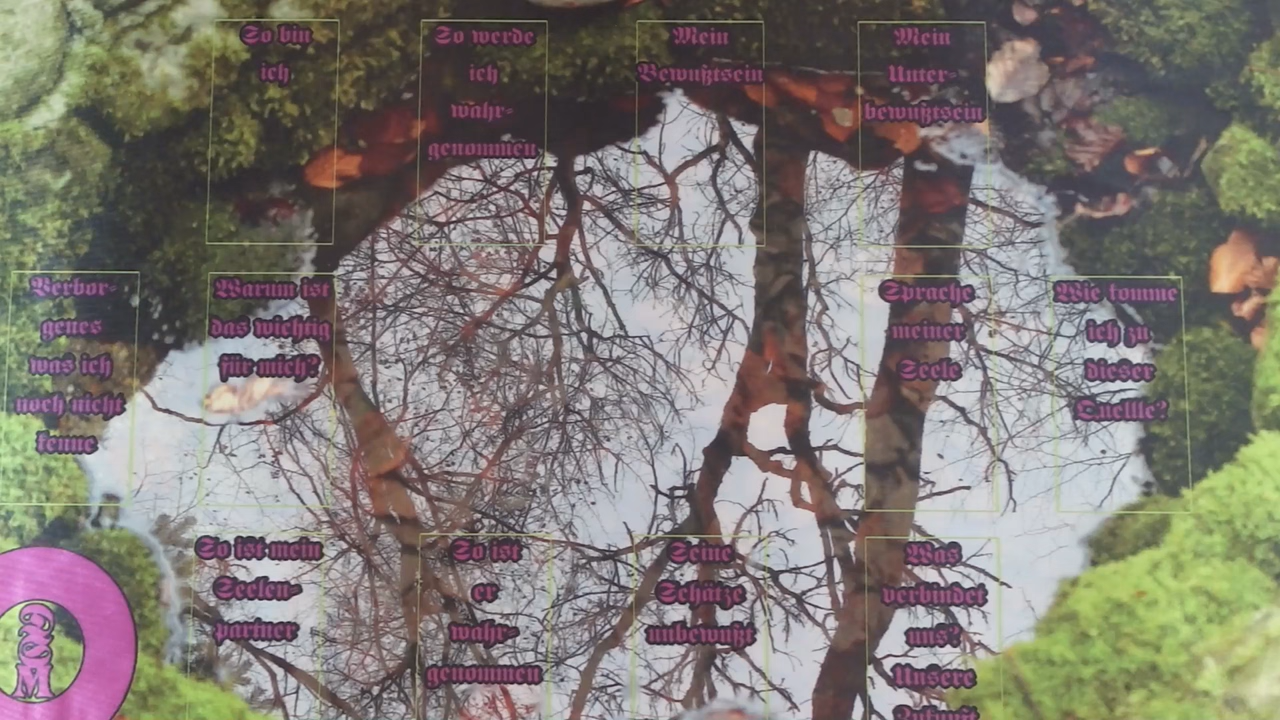 So bin
ich
So werde
ich
wahr-
genommen
Mein
Bewußtsein
Mein
Unter-
bewußtsein
Verbor-
genes
was ich
noch nicht
kenne
Warum ist
das wichtig
für mich?
Sprache
meiner
Seele
Wie komme
ich zu
dieser
Quellle?
So ist mein
Seelen-
partner
So ist
er
wahr-
genommen
Seine
Schätze
unbewußt
Was
verbindet
uns?
Unsere
Zukunft